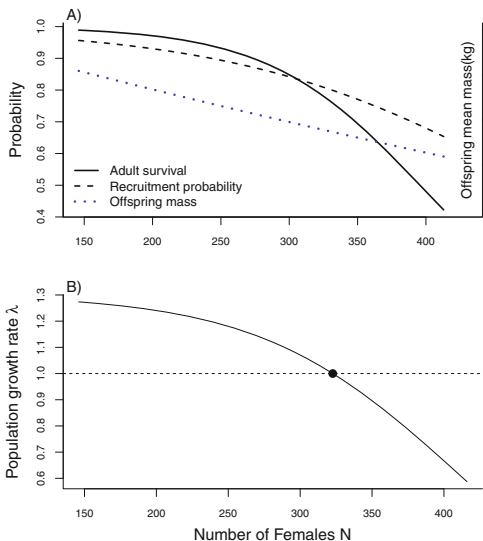 A)
1.0
0.9
0.8
0.7
0.6
0.5
0.4
Probability
Offspring mean mass(kg)
Adult survival
Recruitment probability
Offspring mass
150 200 250 300 350 400
B)
1.3
1.2
1.1
1.0
0.9
0.8
0.7
0.6
Population growth rate λ
150 200 250 300 350 400
Number of Females N